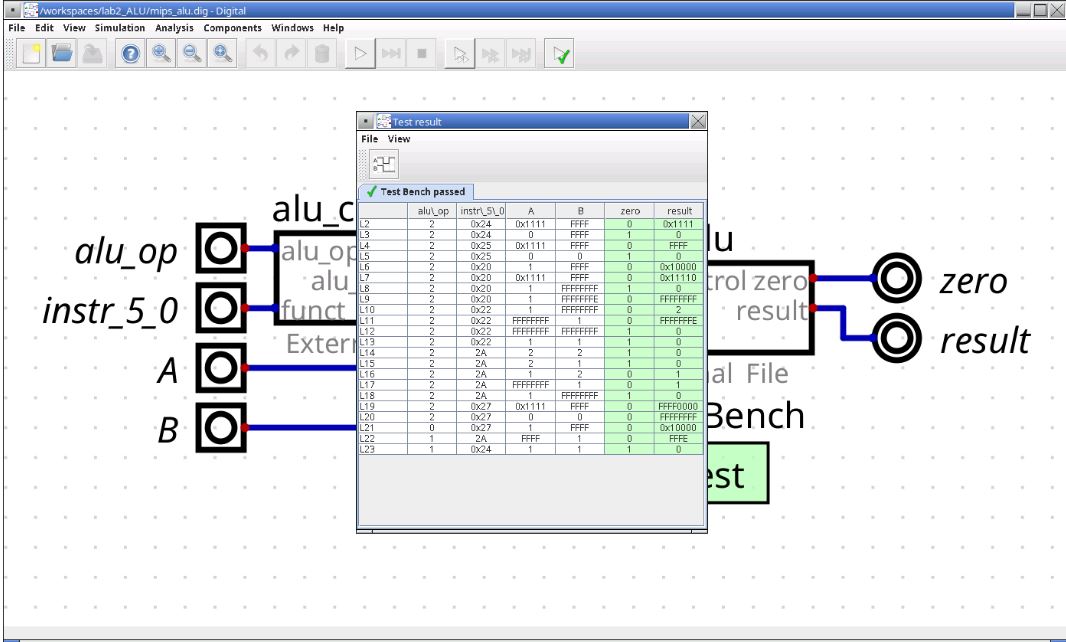 /workspaces/lab2_ALU/mips_alu.dig - Digital
File Edit View Simulation Analysis Components Windows Help
Test result
File View
Test Bench passed
alu\_op instr\_5\_0 A B zero result
L2 2 0x24 0x1111 FFFF 0 0x1111
L3 2 0x24 0 FFFF 1 0
L4 2 0x25 0x1111 FFFF 0 FFFF
L5 2 0x25 0 0 1 0
L6 2 0x20 1 FFFF 0 0x10000
L7 2 0x20 0x1111 FFFF 0 0x11110
L8 2 0x20 1 FFFFFFFF 1 0
L9 2 0x20 1 FFFFFFFE 0 FFFFFFFF
L10 2 0x22 1 FFFFFFFF 0 2
L11 2 0x22 FFFFFFFF 1 0 FFFFFFFE
L12 2 0x22 FFFFFFFF FFFFFFFF 1 0
L13 2 0x22 1 1 1 0
L14 2 2A 2 2 1 0
L15 2 2A 2 1 1 0
L16 2 2A 1 2 0 1
L17 2 2A FFFFFFFF 1 0 1
L18 2 2A 1 FFFFFFFF 1 0
L19 2 0x27 0x1111 FFFF 0 FFFF0000
L20 2 0x27 0 0 0 FFFFFFFF
L21 0 0x27 1 FFFF 0 0x10000
L22 1 2A FFFF 1 0 FFFE
L23 1 0x24 1 1 1 0
alu_c
alu_op
instr_5_0
A
B
alu_op
alu_
funct
Extern
lu
trol zero
result
nal File
Bench
est
zero
result